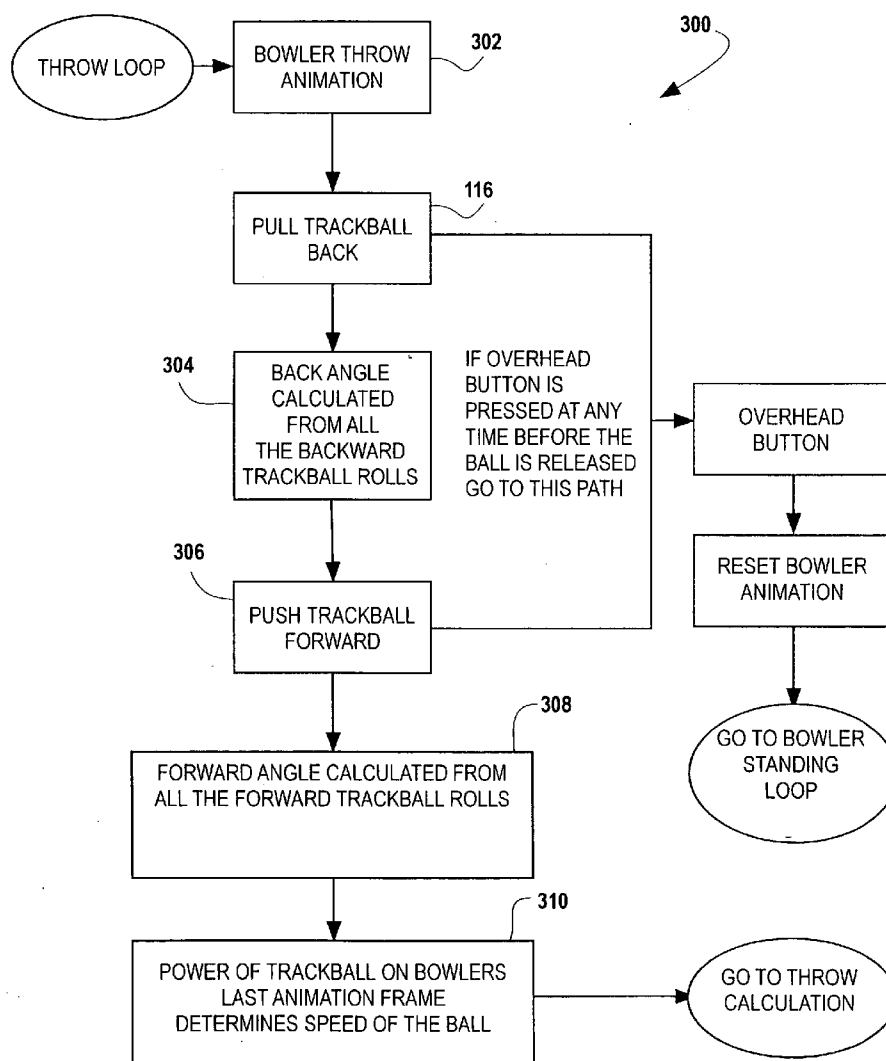 300
THROW LOOP
BOWLER THROW
ANIMATION
302
116
PULL TRACKBALL
BACK
304
BACK ANGLE
CALCULATED
FROM ALL
THE BACKWARD
TRACKBALL ROLLS
IF OVERHEAD
BUTTON IS
PRESSED AT ANY
TIME BEFORE THE
BALL IS RELEASED
GO TO THIS PATH
OVERHEAD
BUTTON
RESET BOWLER
ANIMATION
GO TO BOWLER
STANDING
LOOP
306
PUSH TRACKBALL
FORWARD
308
FORWARD ANGLE CALCULATED FROM
ALL THE FORWARD TRACKBALL ROLLS
310
POWER OF TRACKBALL ON BOWLERS
LAST ANIMATION FRAME
DETERMINES SPEED OF THE BALL
GO TO THROW
CALCULATION